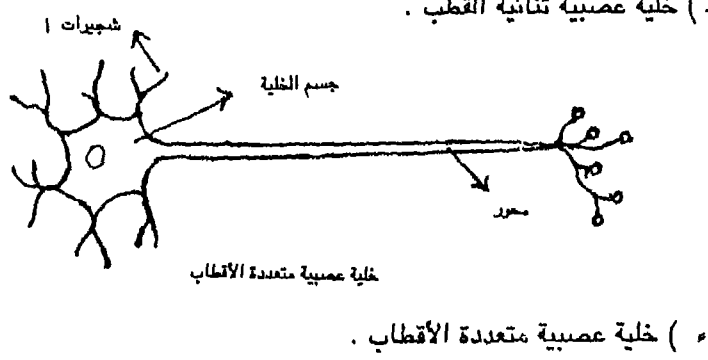 ) خلية عصبية ثنائية القطب .
شجيرات
جسم الخلية
محور
خلية عصبية متعددة الأقطاب
) خلية عصبية متعددة الأقطاب .